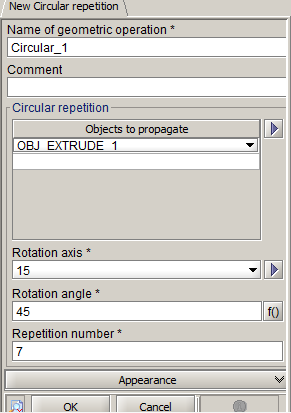 New Circular repetition
Name of geometric operation *
Circular_1
Comment
Circular repetition
Objects to propagate
OBJ_EXTRUDE_1
Rotation axis *
15
Rotation angle *
45
f()
Repetition number *
7
Appearance
OK
Cancel